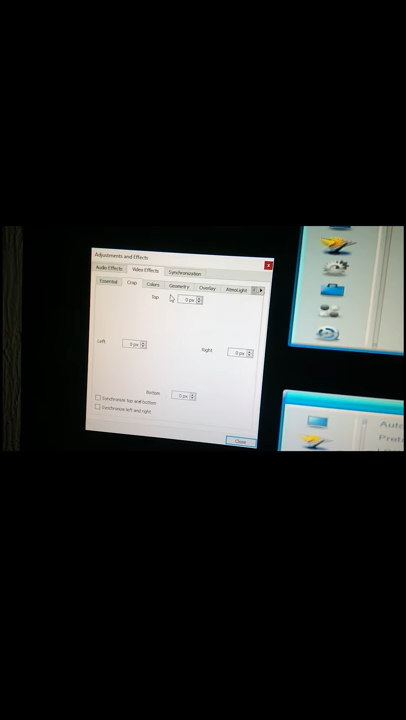 Adjustments and Effects
Audio Effects Video Effects Synchronization
Essential Crop Colors Geometry Overlay AtmoLight
Top 0 px
Left 0 px
Right 0 px
Bottom 0 px
Synchronize top and bottom
Synchronize left and right
Close